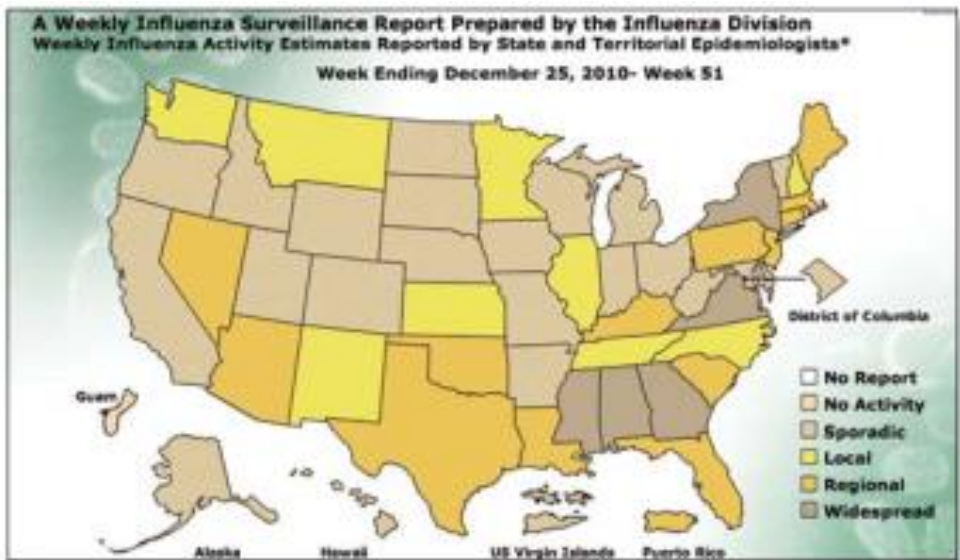 A Weekly Influenza Surveillance Report Prepared by the Influenza Division
Weekly Influenza Activity Estimates Reported by State and Territorial Epidemiologists*
Week Ending December 25, 2010- Week 51
District of Columbia
Guam
No Report
No Activity
Sporadic
Local
Regional
Widespread
Alaska
Hawaii
US Virgin Islands
Puerto Rico